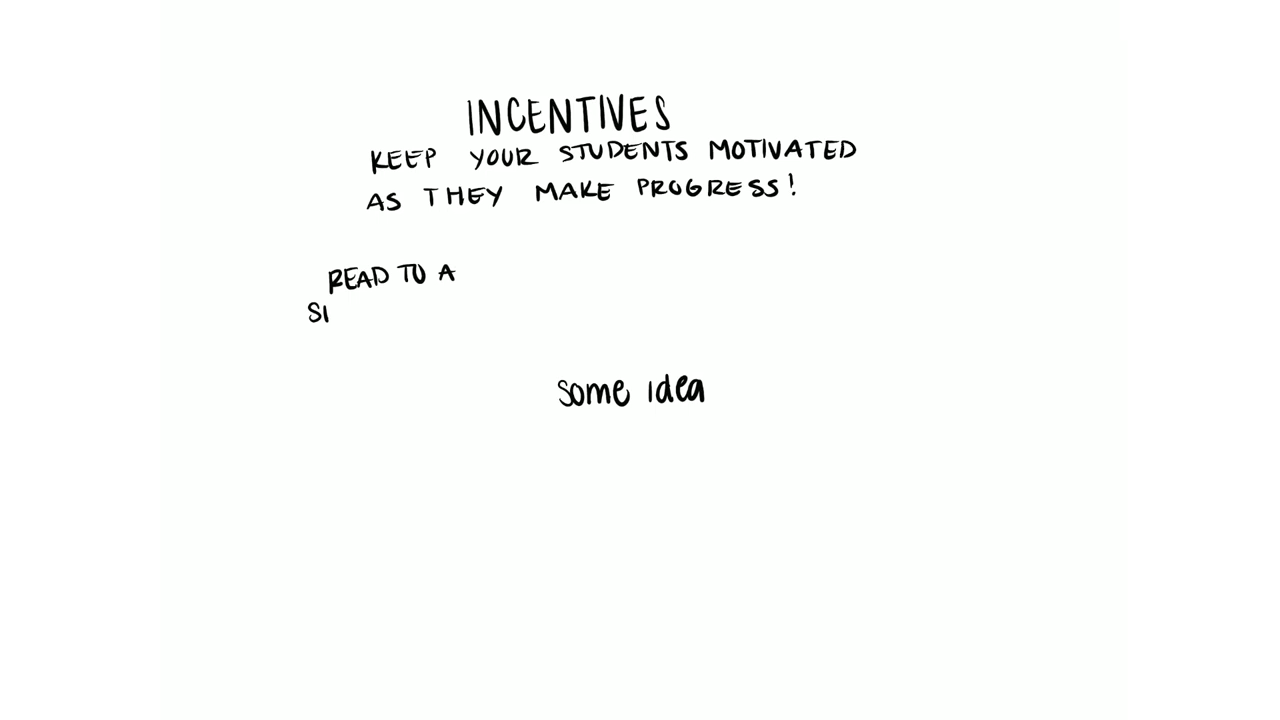 INCENTIVES
KEEP YOUR STUDENTS MOTIVATED
AS THEY MAKE PROGRESS!
READ TO A
SI
some idea